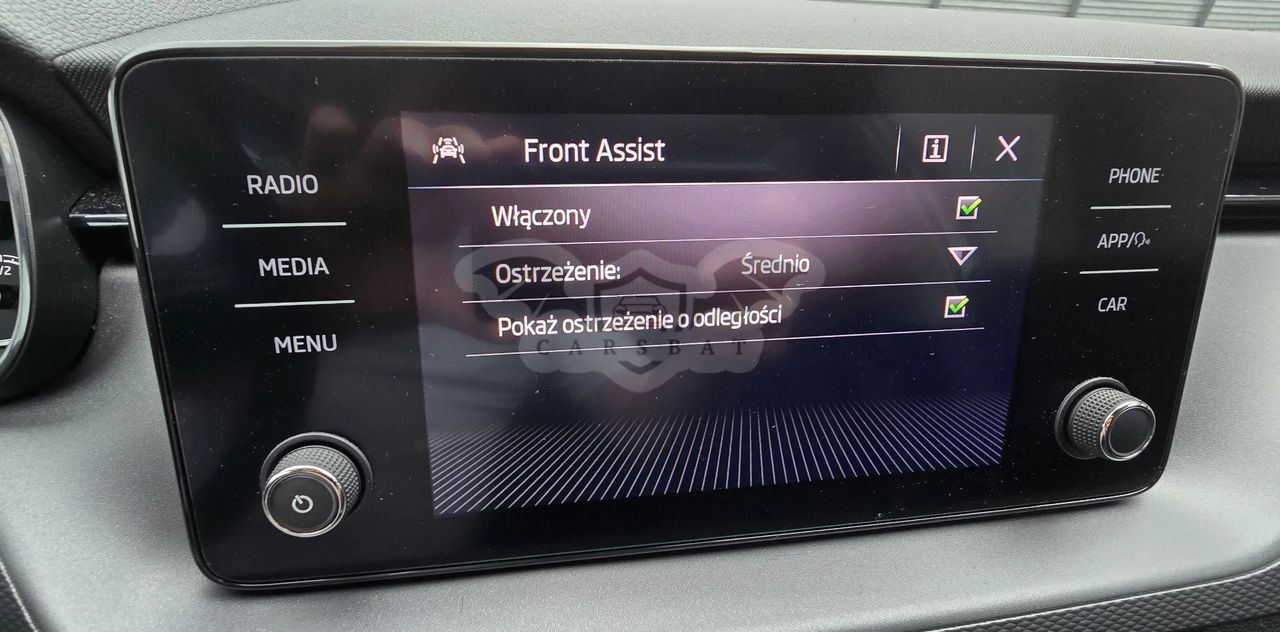 RADIO
MEDIA
MENU
Front Assist
Włączony
Ostrzeżenie: Średnio
Pokaż ostrzeżenie o odległości
CARSBAT
PHONE
APP/
CAR